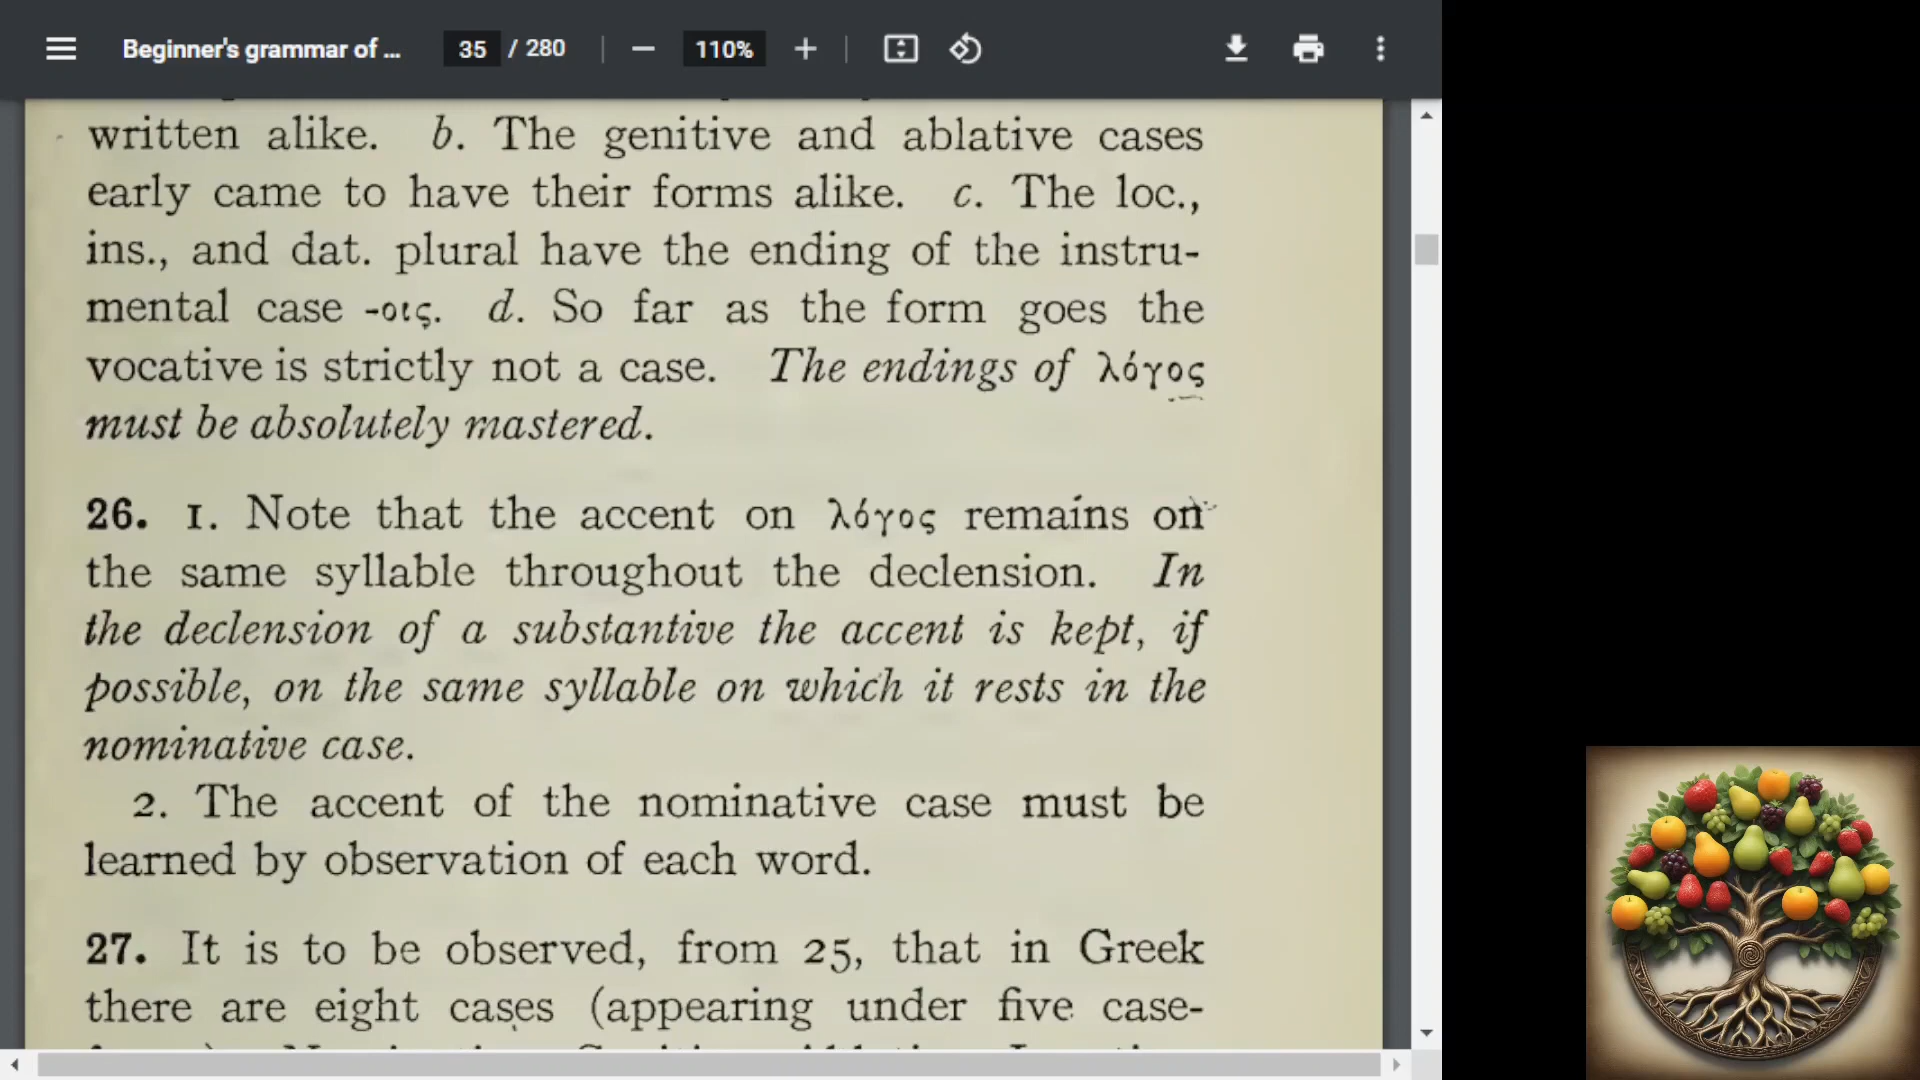 Beginner's grammar of ... 35 / 280 110%
written alike. b. The genitive and ablative cases
early came to have their forms alike. c. The loc.,
ins., and dat. plural have the ending of the instru-
mental case -οις. d. So far as the form goes the
vocative is strictly not a case. The endings of λόγος
must be absolutely mastered.
26. 1. Note that the accent on λόγος remains on
the same syllable throughout the declension. In
the declension of a substantive the accent is kept, if
possible, on the same syllable on which it rests in the
nominative case.
2. The accent of the nominative case must be
learned by observation of each word.
27. It is to be observed, from 25, that in Greek
there are eight cases (appearing under five case-